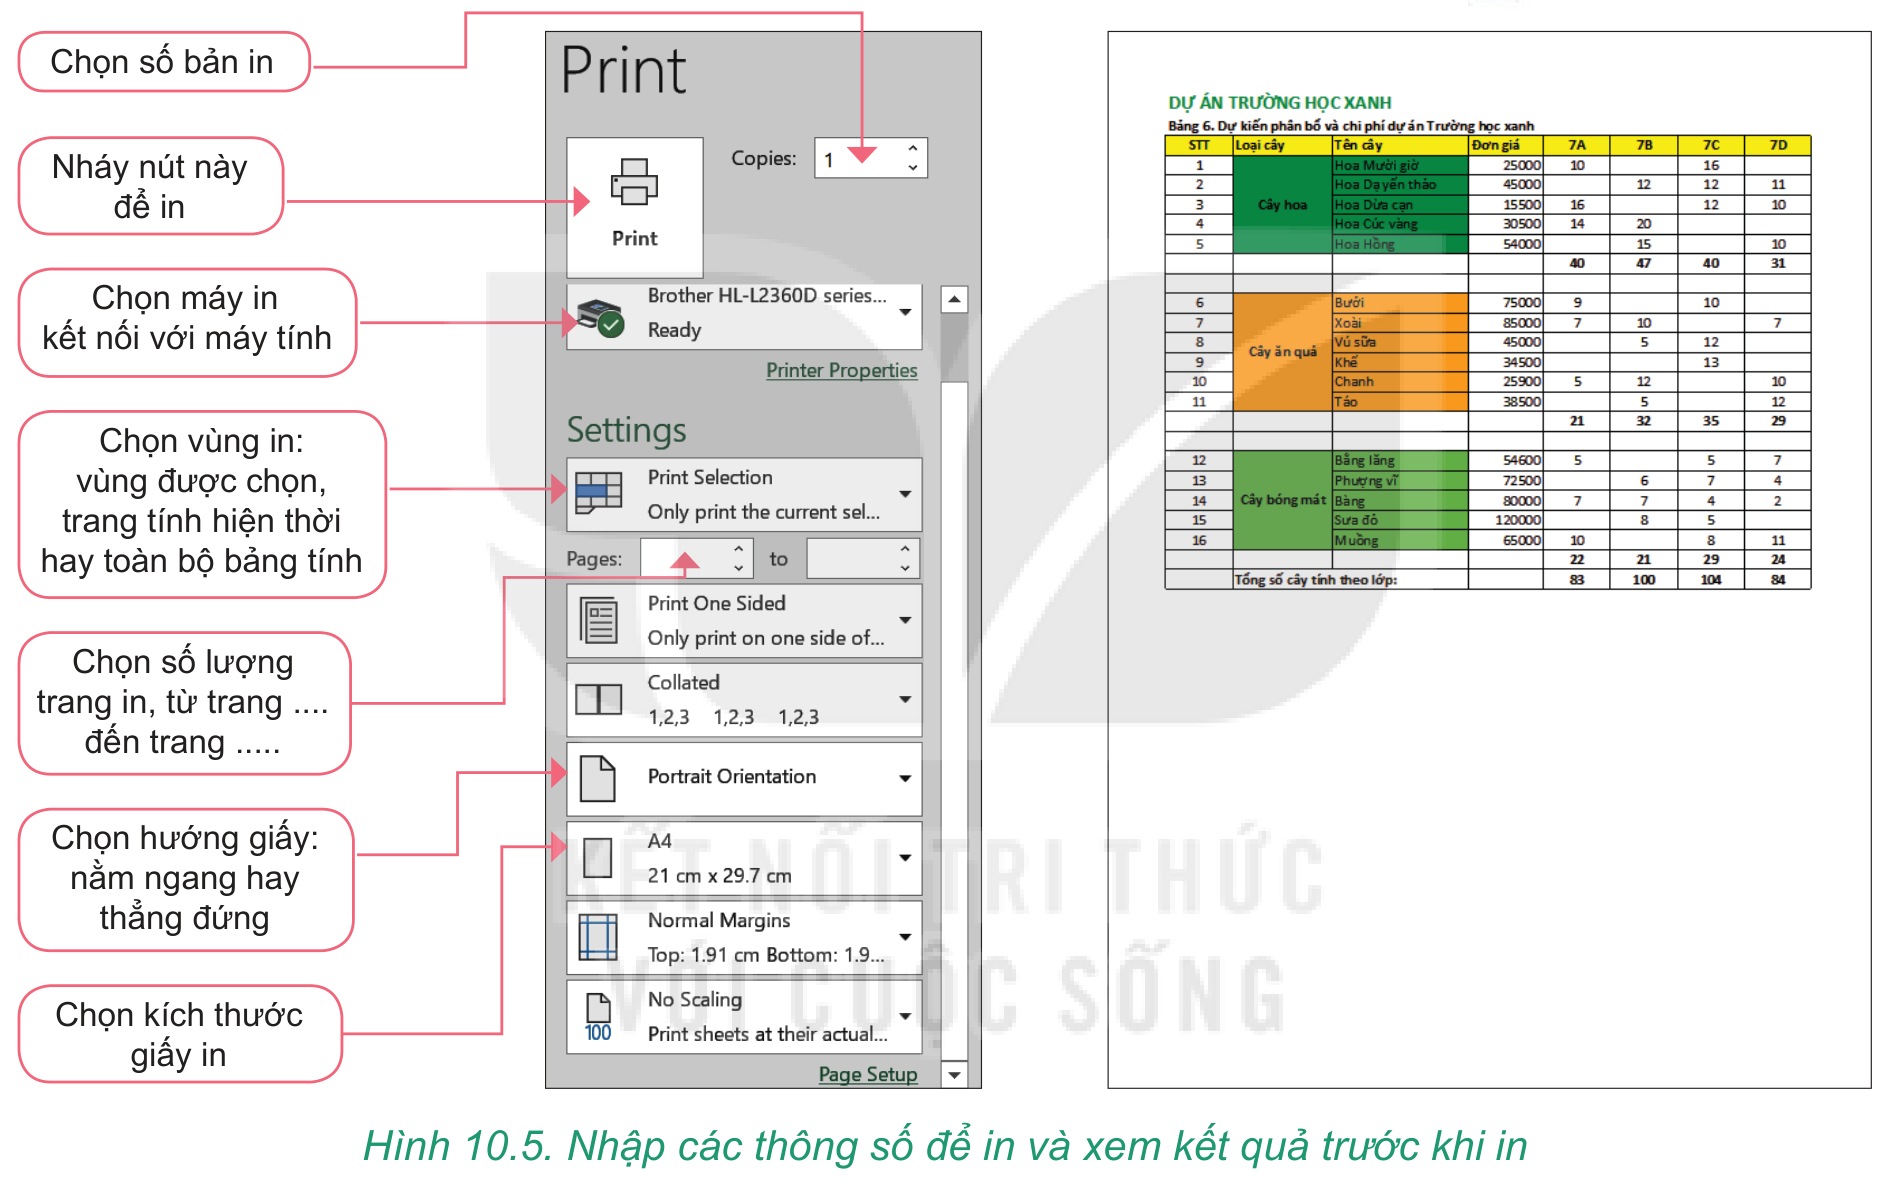 Chọn số bản in
Nháy nút này
để in
Chọn máy in
kết nối với máy tính
Chọn vùng in:
vùng được chọn,
trang tính hiện thời
hay toàn bộ bảng tính
Chọn số lượng
trang in, từ trang ....
đến trang .....
Chọn hướng giấy:
nằm ngang hay
thẳng đứng
Chọn kích thước
giấy in
Print
Copies: 1
Print
Brother HL-L2360D series...
Ready
Printer Properties
Settings
Print Selection
Only print the current sel...
Pages: to
Print One Sided
Only print on one side of...
Collated
1,2,3 1,2,3 1,2,3
Portrait Orientation
A4
21 cm x 29.7 cm
Normal Margins
Top: 1.91 cm Bottom: 1.9...
No Scaling
100
Print sheets at their actual...
Page Setup
DỰ ÁN TRƯỜNG HỌC XANH
Bảng 6. Dự kiến phân bổ và chi phí dự án Trường học xanh
STT Loại cây Tên cây Đơn giá 7A 7B 7C 7D
1 Hoa Mười giờ 25000 10 16
2 Hoa Dạ yến thảo 45000 12 12 11
3 Cây hoa Hoa Dừa cạn 15500 16 12 10
4 Hoa Cúc vàng 30500 14 20
5 Hoa Hồng 54000 15 10
40 47 40 31
6 Bưởi 75000 9 10
7 Xoài 85000 7 10 7
8 Vú sữa 45000 5 12
Cây ăn quả
9 Khế 34500 13
10 Chanh 25900 5 12 10
11 Táo 38500 5 12
21 32 35 29
12 Bằng lăng 54600 5 5 7
13 Phượng vĩ 72500 6 7 4
14 Cây bóng mát Bàng 80000 7 7 4 2
15 Sưa đỏ 120000 8 5
16 Muồng 65000 10 8 11
22 21 29 24
Tổng số cây tính theo lớp: 83 100 104 84
KẾT NỐI TRI THỨC
VỚI CUỘC SỐNG
Hình 10.5. Nhập các thông số để in và xem kết quả trước khi in